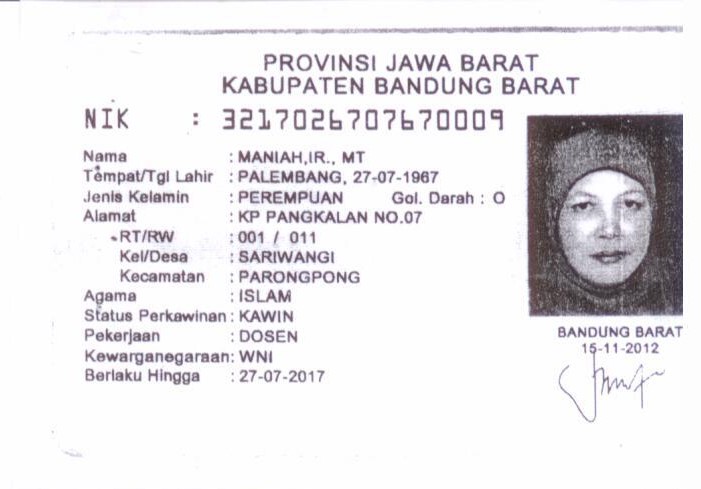 PROVINSI JAWA BARAT
KABUPATEN BANDUNG BARAT
NIK : 3217026707670009
Nama : MANIAH,IR., MT
Tempat/Tgl Lahir : PALEMBANG, 27-07-1967
Jenis Kelamin : PEREMPUAN Gol. Darah : O
Alamat : KP PANGKALAN NO.07
RT/RW : 001 / 011
Kel/Desa : SARIWANGI
Kecamatan : PARONGPONG
Agama : ISLAM
Status Perkawinan : KAWIN
Pekerjaan : DOSEN
Kewarganegaraan: WNI
Berlaku Hingga : 27-07-2017
BANDUNG BARAT
15-11-2012